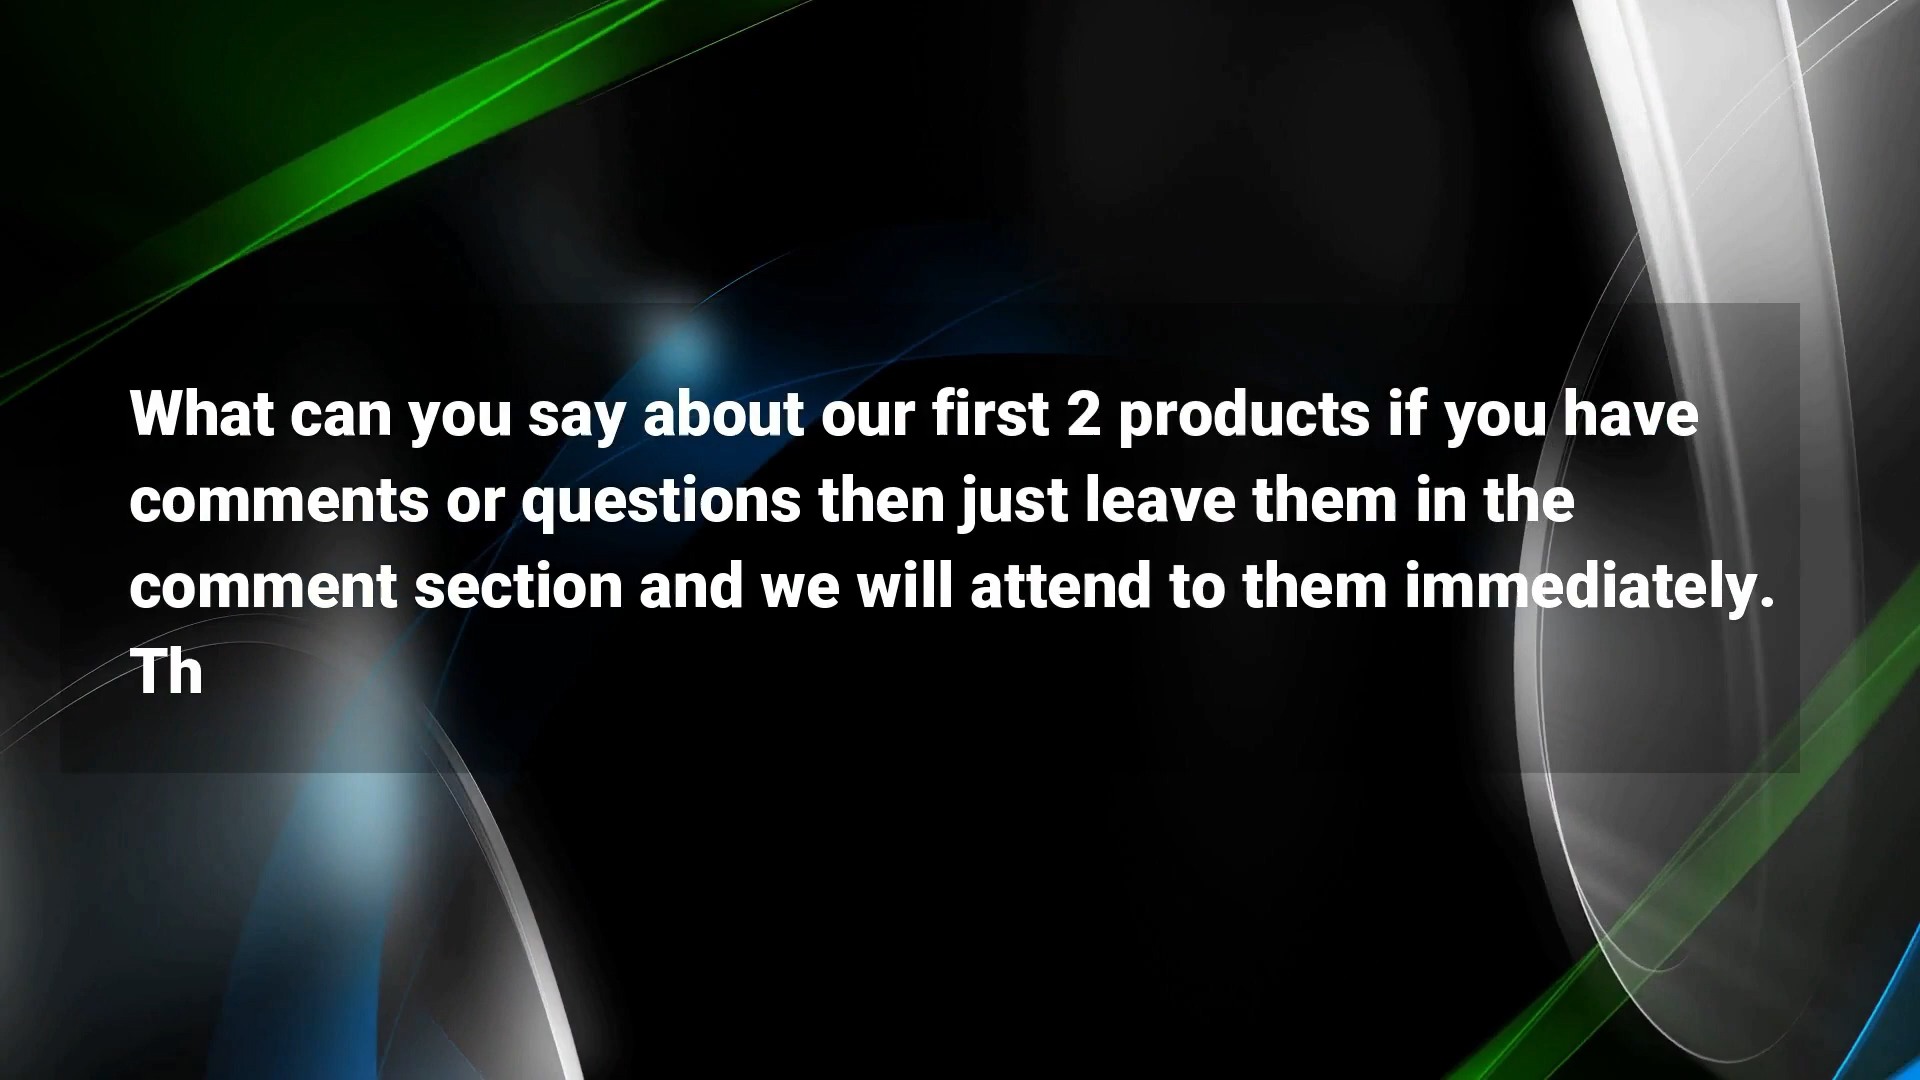 What can you say about our first 2 products if you have
comments or questions then just leave them in the
comment section and we will attend to them immediately.
Th